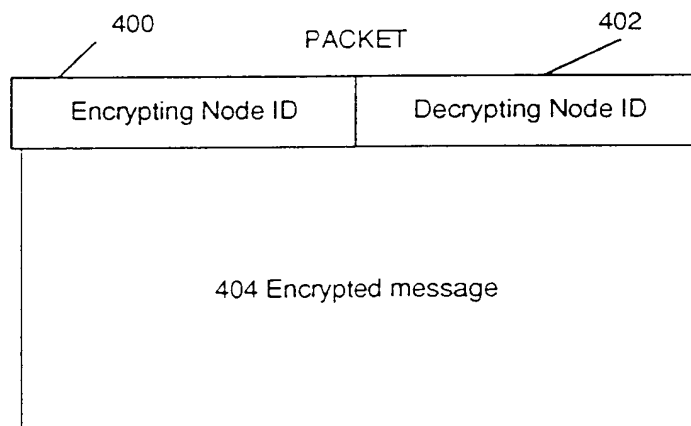 400
PACKET
402
Encrypting Node ID
Decrypting Node ID
404 Encrypted message